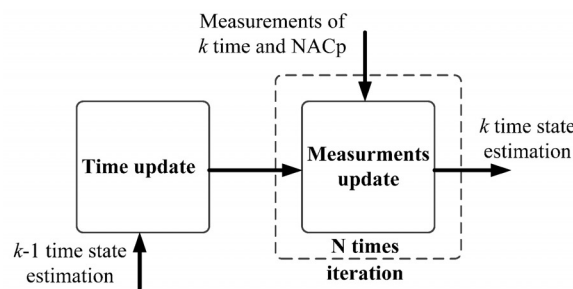 Measurements of
k time and NACp
Time update
Measurments
update
k time state
estimation
N times
iteration
k-1 time state
estimation